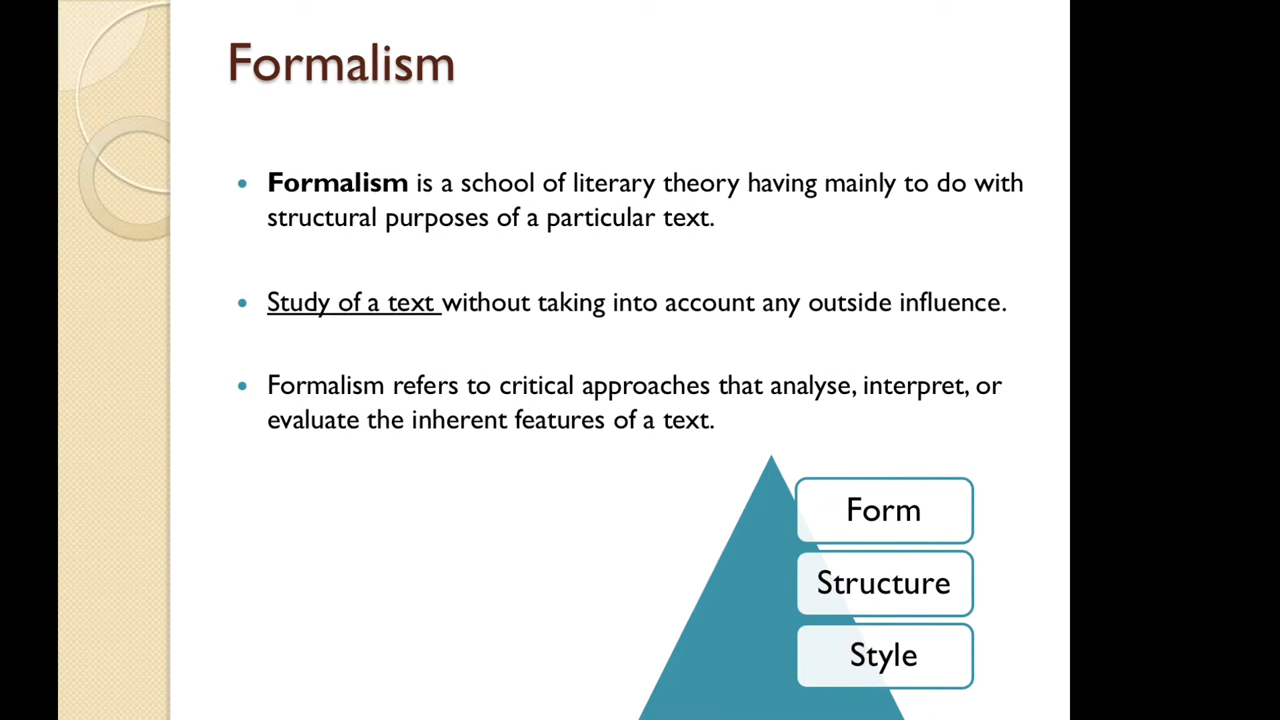 Formalism
Formalism is a school of literary theory having mainly to do with
structural purposes of a particular text.
Study of a text without taking into account any outside influence.
Formalism refers to critical approaches that analyse, interpret, or
evaluate the inherent features of a text.
Form
Structure
Style